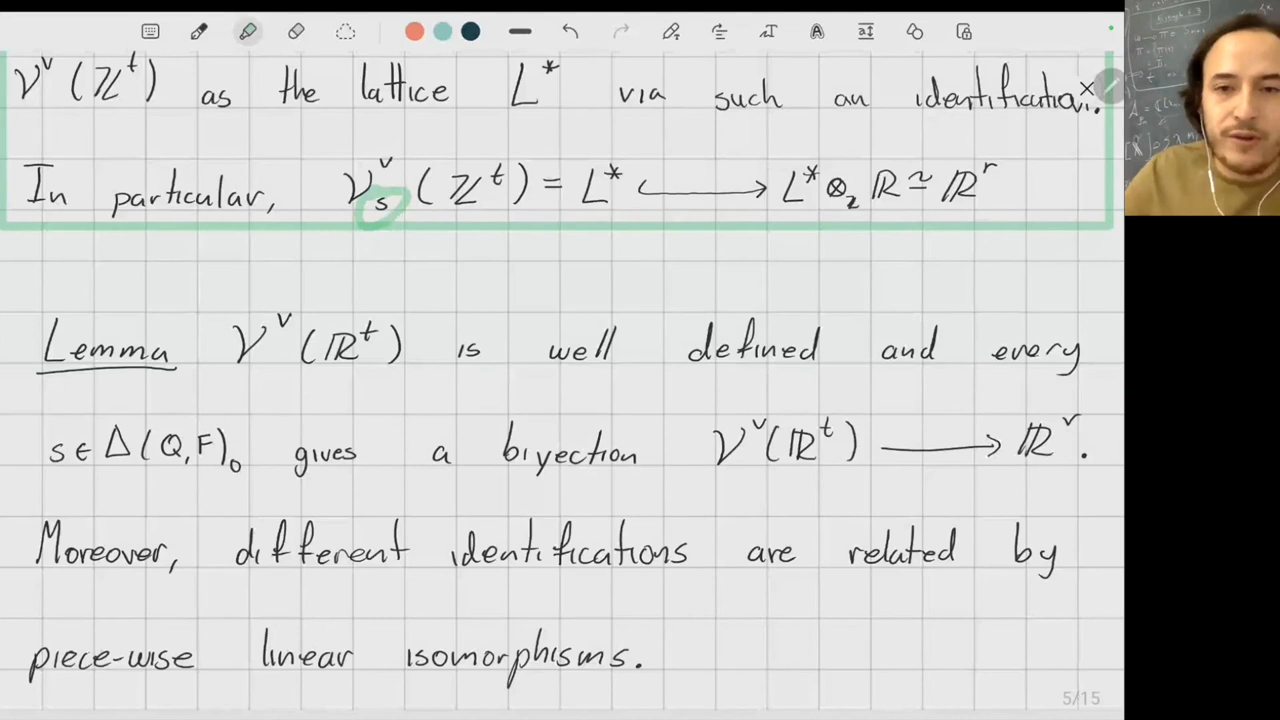 𝒱^∨(ℤ^t) as the lattice L* via such an identification.
In particular, 𝒱_s^∨(ℤ^t) = L* ⟶ L* ⊗_ℤ ℝ ≃ ℝ^r
Lemma 𝒱^∨(ℝ^t) is well defined and every
s ∈ Δ(Q,F)_0 gives a biyection 𝒱^∨(ℝ^t) ⟶ ℝ^r.
Moreover, different identifications are related by
piece-wise linear isomorphisms.
5/15